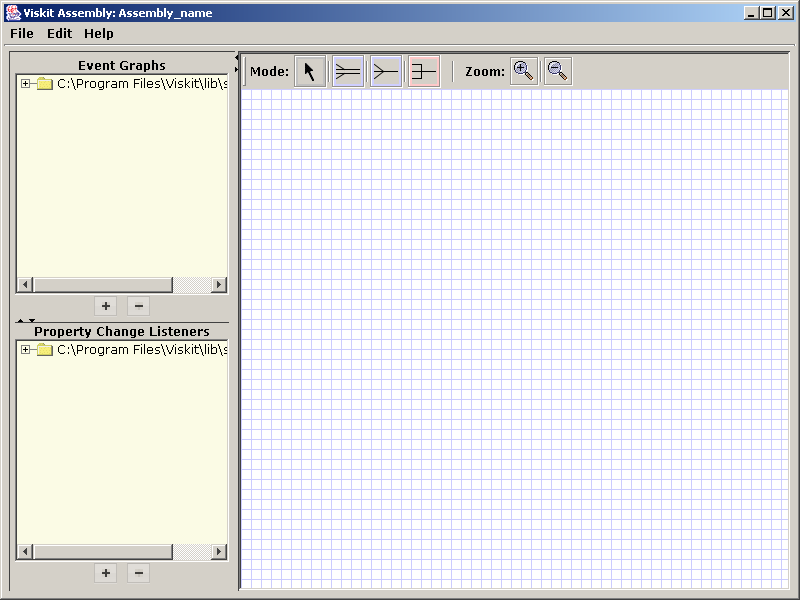 Viskit Assembly: Assembly_name
File Edit Help
Event Graphs
C:\Program Files\Viskit\lib\s
Mode:
Zoom:
Property Change Listeners
C:\Program Files\Viskit\lib\s